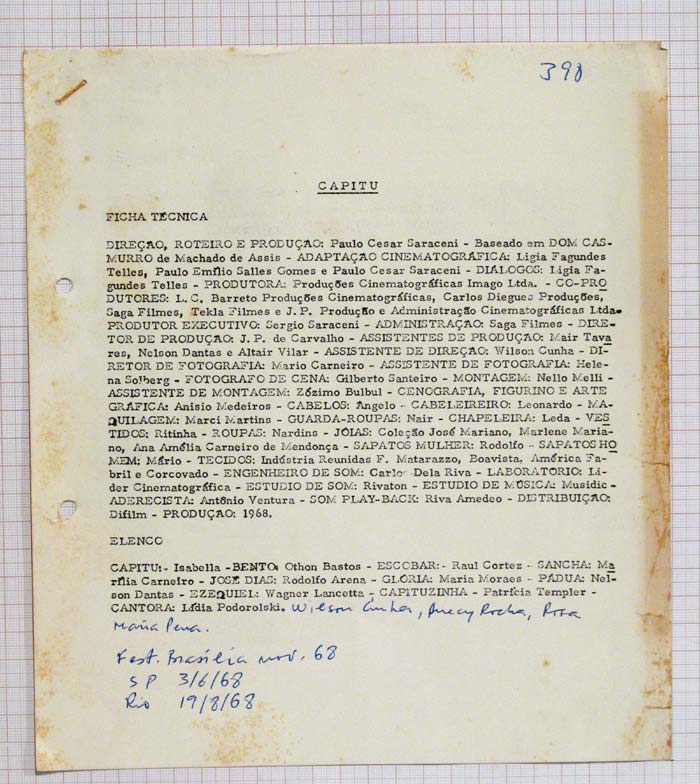 390
CAPITU
FICHA TÉCNICA
DIREÇAO, ROTEIRO E PRODUÇAO: Paulo Cesar Saraceni - Baseado em DOM CAS-
MURRO de Machado de Assis - ADAPTAÇAO CINEMATOGRÁFICA: Ligia Fagundes
Telles, Paulo Emílio Salles Gomes e Paulo Cesar Saraceni - DIÁLOGOS: Ligia Fa-
gundes Telles - PRODUTORA: Produções Cinematográficas Imago Ltda. - CO-PRO
DUTORES: L. C. Barreto Produções Cinematográficas, Carlos Diegues Produções,
Saga Filmes, Tekla Filmes e J. P. Produção e Administração Cinematográficas Ltda-
PRODUTOR EXECUTIVO: Sergio Saraceni - ADMINISTRAÇAO: Saga Filmes - DIRE-
TOR DE PRODUÇAO: J. P. de Carvalho - ASSISTENTES DE PRODUÇAO: Mair Tava
res, Nelson Dantas e Altair Vilar - ASSISTENTE DE DIREÇAO: Wilson Cunha - DI-
RETOR DE FOTOGRAFIA: Mario Carneiro - ASSISTENTE DE FOTOGRAFIA: Hele-
na Solberg - FOTOGRAFO DE CENA: Gilberto Santeiro - MONTAGEM: Nello Melli -
ASSISTENTE DE MONTAGEM: Zózimo Bulbul - CENOGRAFIA, FIGURINO E ARTE
GRÁFICA: Anisio Medeiros - CABELOS: Ângelo - CABELEIREIRO: Leonardo - MA-
QUILAGEM: Marci Martins - GUARDA-ROUPAS: Nair - CHAPELEIRA: Leda - VES
TIDOS: Ritinha - ROUPAS: Nardins - JÓIAS: Coleção José Mariano, Marlene Maria-
no, Ana Amélia Carneiro de Mendonça - SAPATOS MULHER: Rodolfo - SAPATOS HO
MEM: Mário - TECIDOS: Indústria Reunidas F. Matarazzo, Boavista, América Fa-
bril e Corcovado - ENGENHEIRO DE SOM: Carlos Dela Riva - LABORATORIO: Li-
der Cinematográfica - ESTUDIO DE SOM: Rivaton - ESTUDIO DE MÚSICA: Musidic -
ADERECISTA: Antônio Ventura - SOM PLAY-BACK: Riva Amedeo - DISTRIBUIÇAO:
Difilm - PRODUÇAO: 1968.
ELENCO
CAPITU:- Isabella -BENTO: Othon Bastos - ESCOBAR:- Raul Cortez - SANCHA: Ma
rília Carneiro - JOSÉ DIAS: Rodolfo Arena - GLÓRIA: Maria Moraes - PÁDUA: Nel-
son Dantas - EZEQUIEL: Wagner Lancetta - CAPITUZINHA - Patrícia Templer -
CANTORA: Lídia Podorolski. Wilson Cunha, Anecy Rocha, Rosa
Maria Pena.
Fest. Brasília nov. 68
SP 3/6/68
Rio 19/8/68